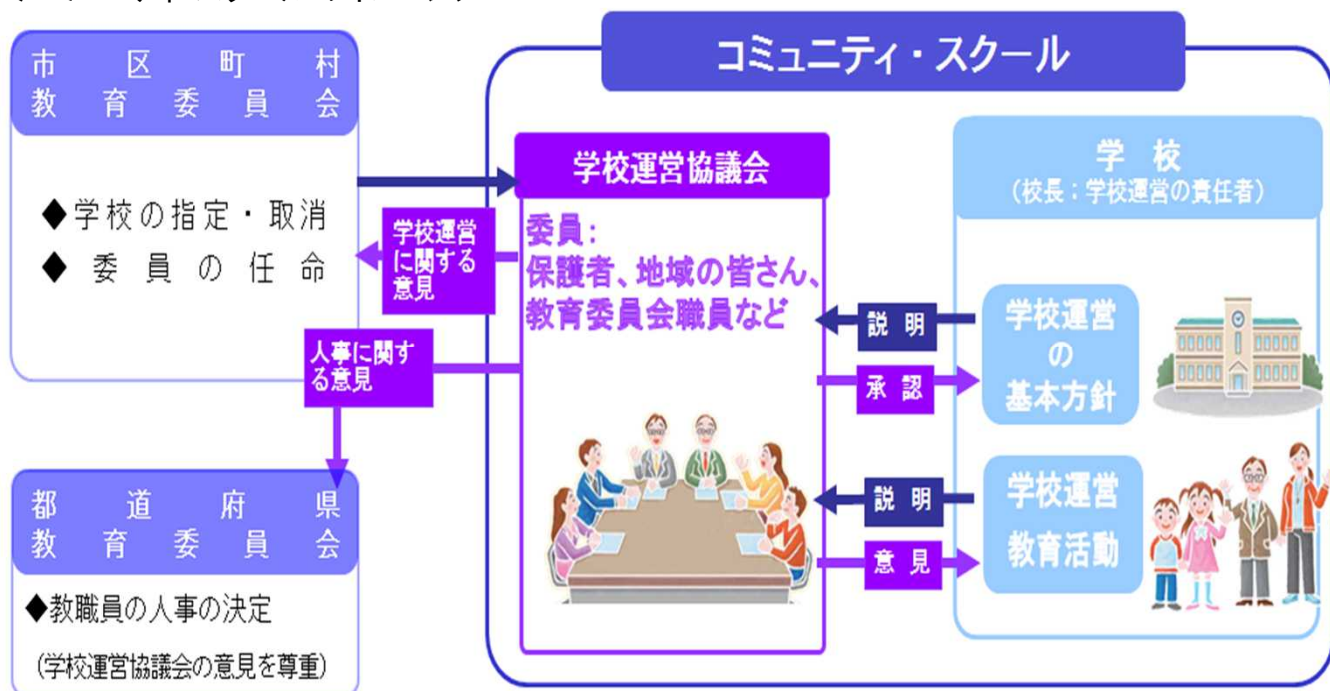 コミュニティ・スクール
市区町村
教育委員会
◆学校の指定・取消
◆委員の任命
学校運営協議会
委員：
保護者、地域の皆さん、
教育委員会職員など
学校運営
に関する
意見
人事に関す
る意見
都道府県
教育委員会
◆教職員の人事の決定
(学校運営協議会の意見を尊重)
学校
(校長：学校運営の責任者)
説明
承認
学校運営
の
基本方針
説明
意見
学校運営
教育活動